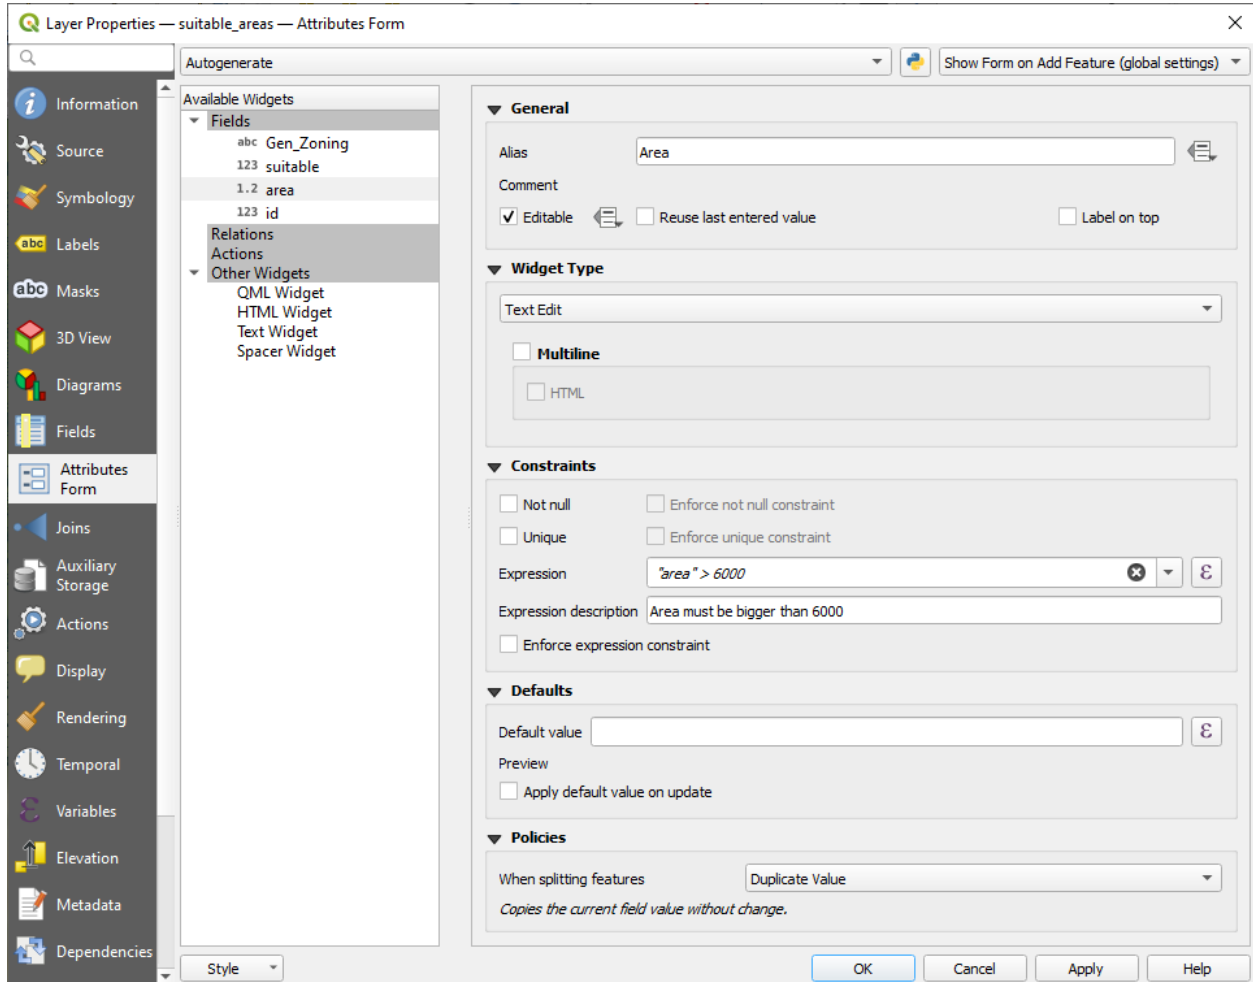 Layer Properties — suitable_areas — Attributes Form
Autogenerate
Show Form on Add Feature (global settings)
Information
Source
Symbology
abc Labels
abc Masks
3D View
Diagrams
Fields
Attributes
Form
Joins
Auxiliary
Storage
Actions
Display
Rendering
Temporal
Variables
Elevation
Metadata
Dependencies
Available Widgets
Fields
abc Gen_Zoning
123 suitable
1.2 area
123 id
Relations
Actions
Other Widgets
QML Widget
HTML Widget
Text Widget
Spacer Widget
General
Alias Area
Comment
Editable Reuse last entered value Label on top
Widget Type
Text Edit
Multiline
HTML
Constraints
Not null Enforce not null constraint
Unique Enforce unique constraint
Expression "area" > 6000 ε
Expression description Area must be bigger than 6000
Enforce expression constraint
Defaults
Default value ε
Preview
Apply default value on update
Policies
When splitting features Duplicate Value
Copies the current field value without change.
Style OK Cancel Apply Help